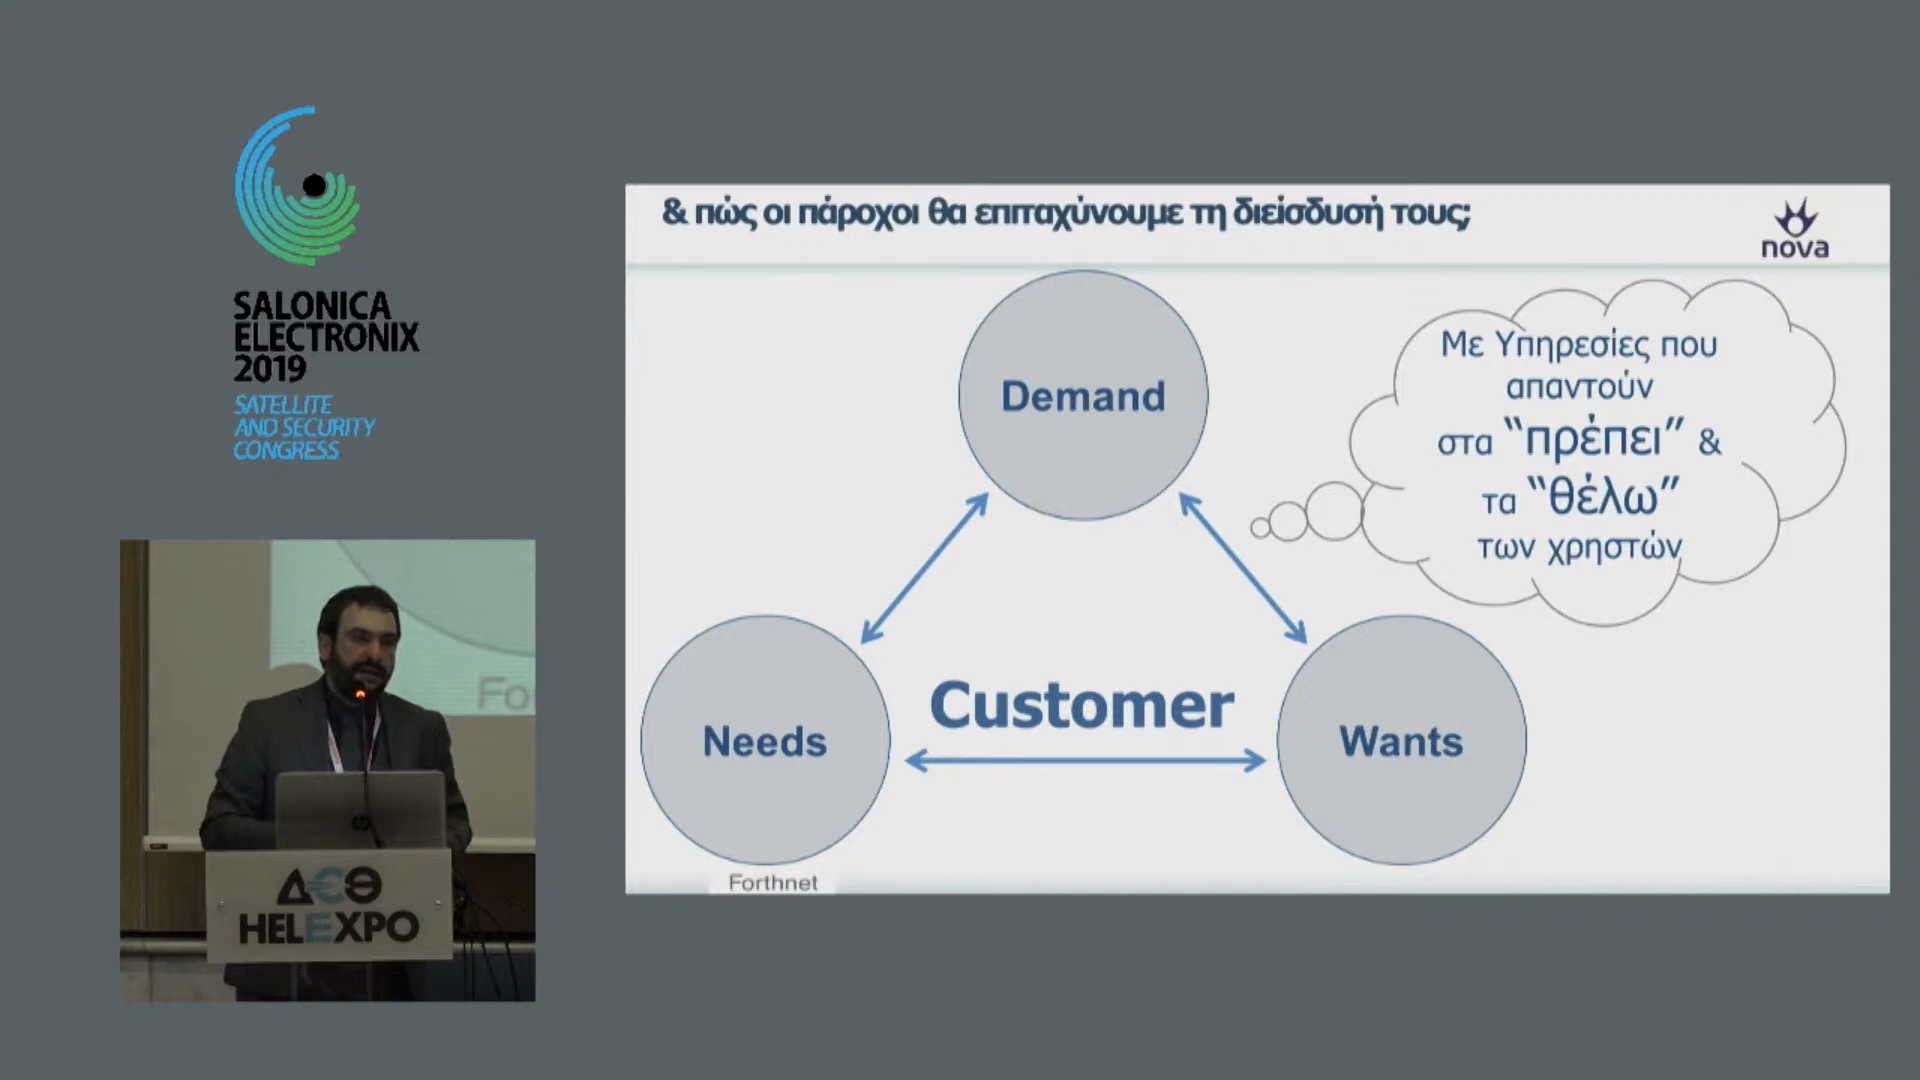 SALONICA
ELECTRONIX
2019
SATELLITE
AND SECURITY
CONGRESS
& πώς οι πάροχοι θα επιταχύνουμε τη διείσδυσή τους;
nova
Demand
Με Υπηρεσίες που
απαντούν
στα “πρέπει” &
τα “θέλω”
των χρηστών
Customer
Needs
Wants
Forthnet
Fo
ΔΕΘ
HELEXPO